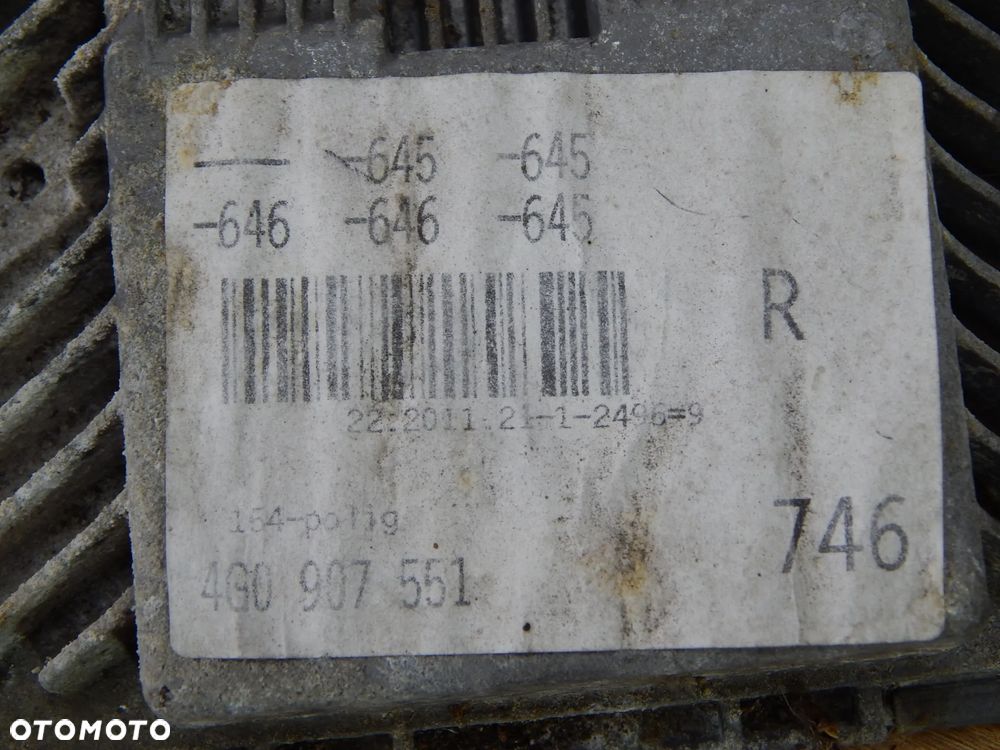 — -645 -645
-646 -646 -645
R
22.2011.21-1-2496=9
154-polig
746
4G0 907 551
OTOMOTO